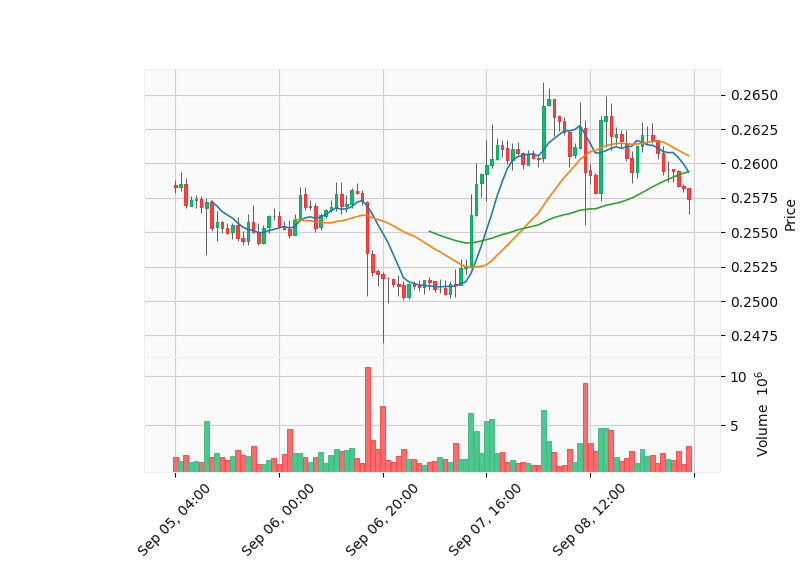 0.2650
0.2625
0.2600
0.2575
0.2550
0.2525
0.2500
0.2475
Price
10
5
Volume 10⁶
Sep 05, 04:00
Sep 06, 00:00
Sep 06, 20:00
Sep 07, 16:00
Sep 08, 12:00